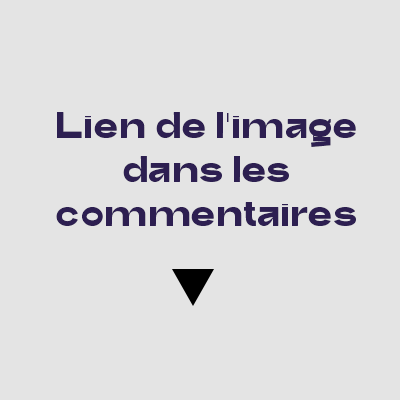 Lien de l'image
dans les
commentaires